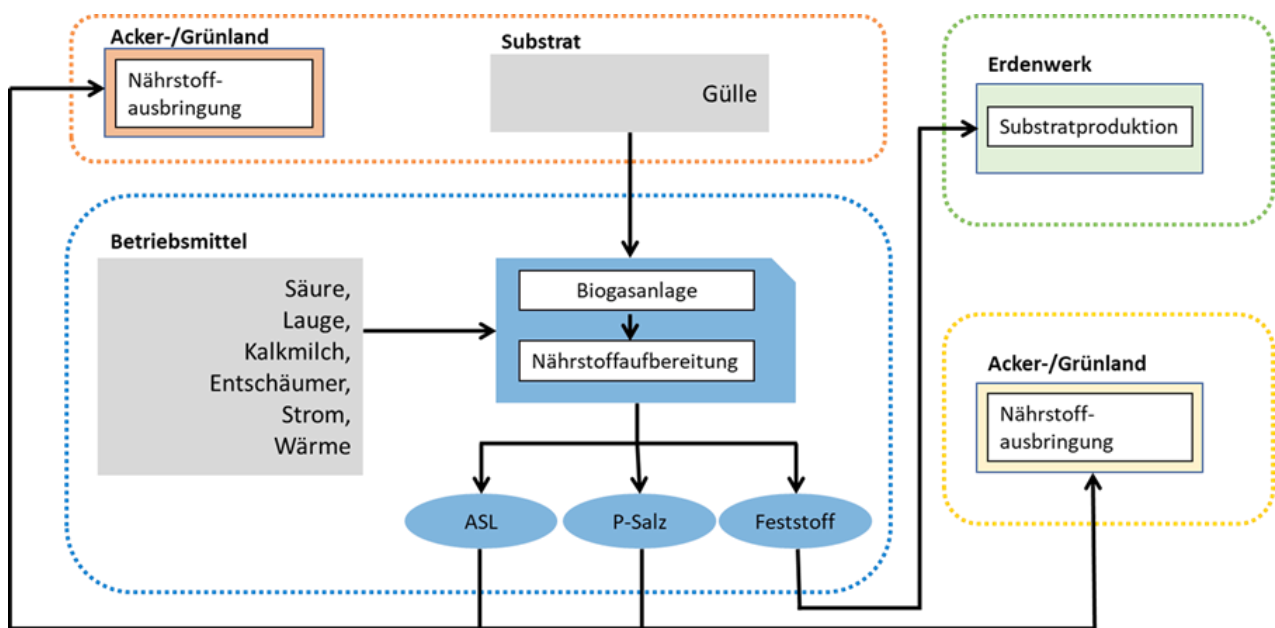 Acker-/Grünland
Nährstoff-
ausbringung
Substrat
Gülle
Erdenwerk
Substratproduktion
Betriebsmittel
Säure,
Lauge,
Kalkmilch,
Entschäumer,
Strom,
Wärme
Biogasanlage
Nährstoffaufbereitung
Acker-/Grünland
Nährstoff-
ausbringung
ASL
P-Salz
Feststoff